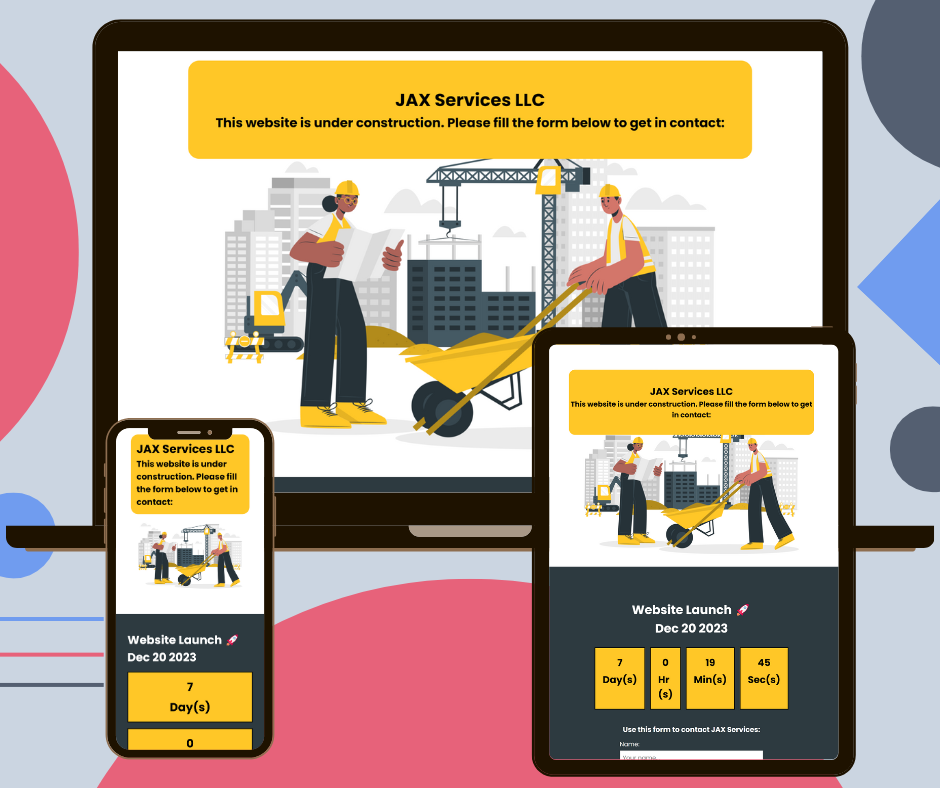 JAX Services LLC
This website is under construction. Please fill the form below to get in contact:
JAX Services LLC
This website is under
construction. Please fill
the form below to get in
contact:
Website Launch 🚀
Dec 20 2023
7
Day(s)
0
JAX Services LLC
This website is under construction. Please fill the form below to get
in contact:
Website Launch 🚀
Dec 20 2023
7
Day(s)
0
Hr
(s)
19
Min(s)
45
Sec(s)
Use this form to contact JAX Services:
Name:
Your name..